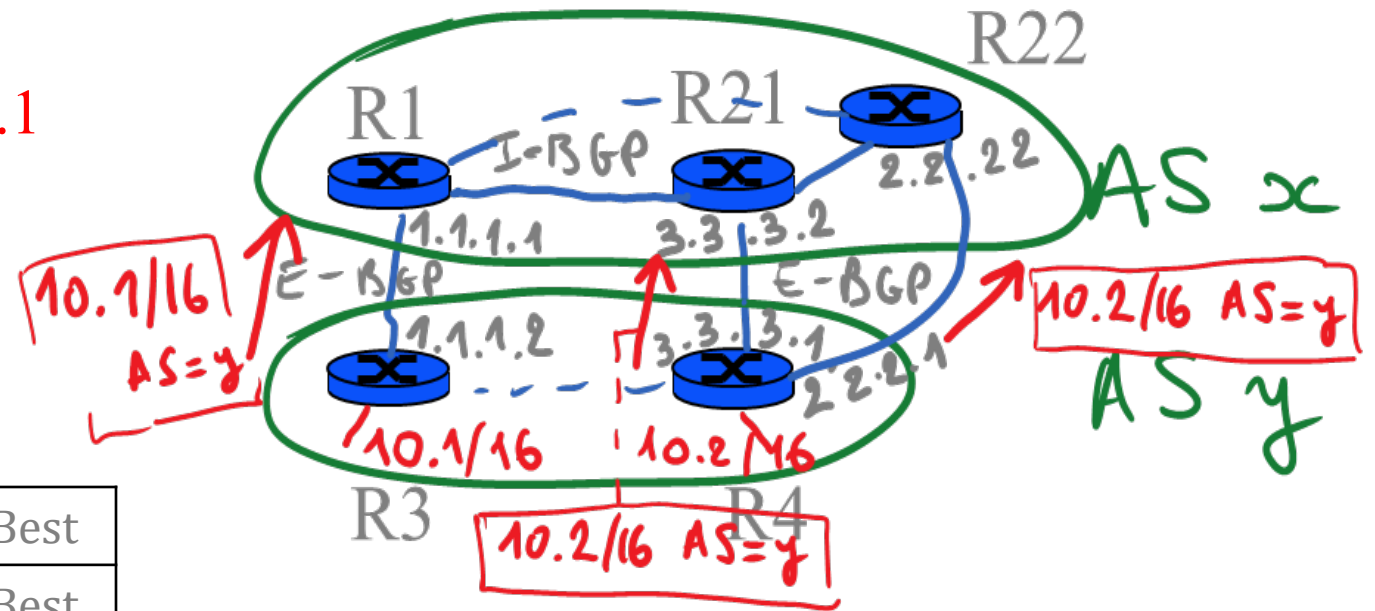 R22
.1
R1
R21
I-BGP
2.2.22
1.1.1.1
3.3.3.2
AS x
10.1/16
AS=y
E-BGP
E-BGP
10.2/16 AS=y
1.1.1.2
3.3.3.1
2.2.2.1
AS y
10.1/16
10.2/16
R3
R4
10.2/16 AS=y
Best
Best